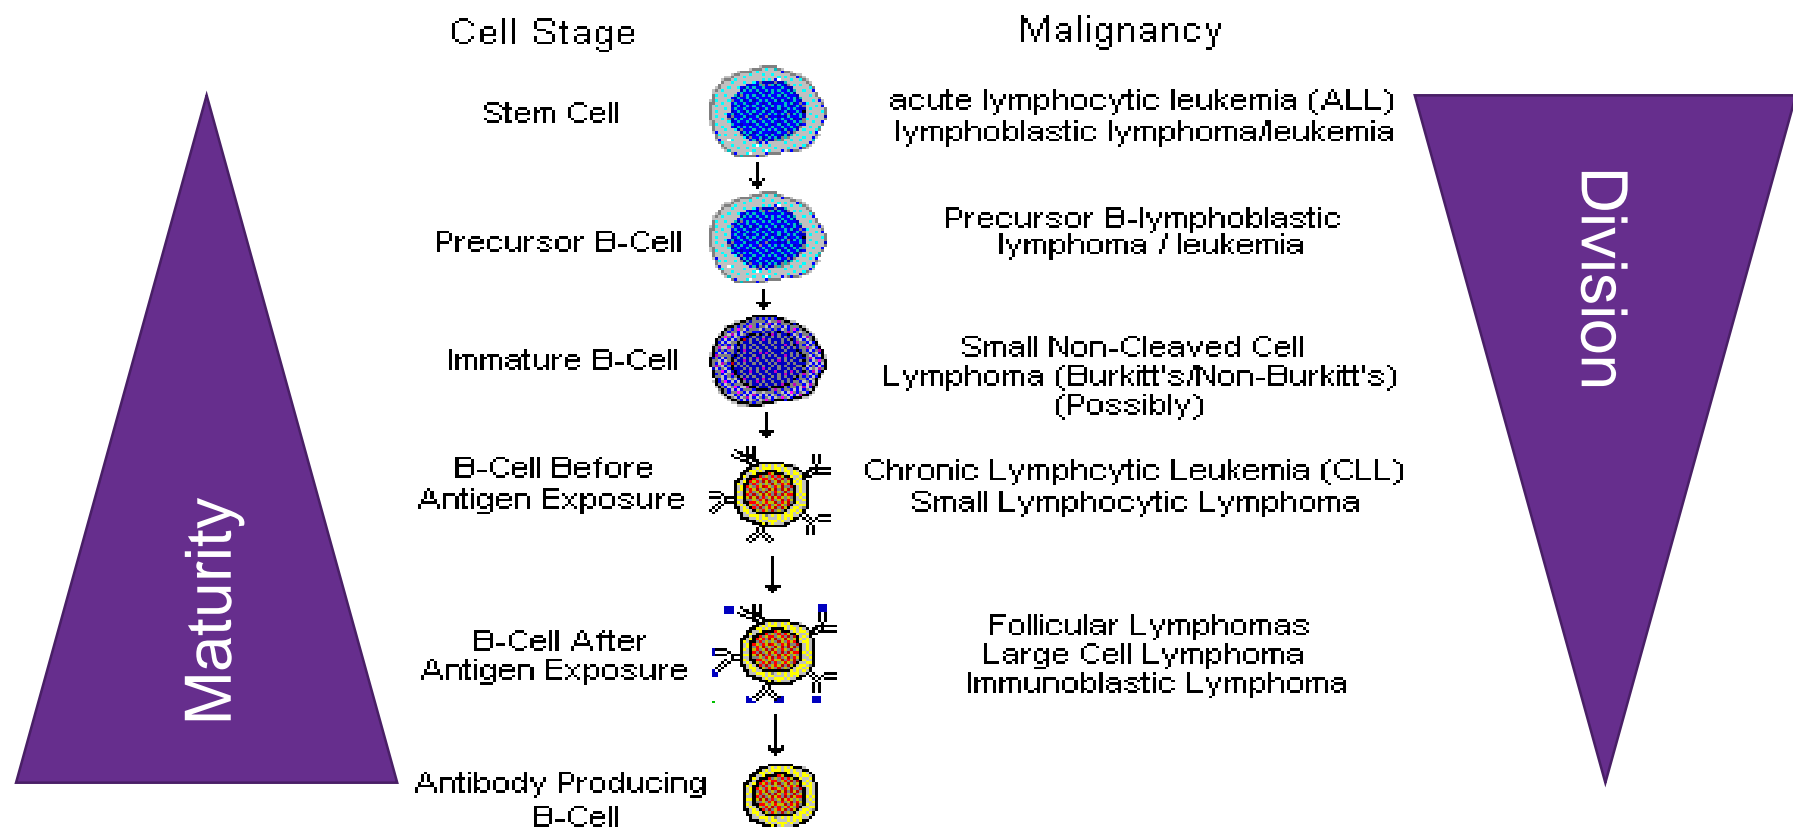 Cell Stage
Malignancy
Stem Cell
acute lymphocytic leukemia (ALL)
lymphoblastic lymphoma/leukemia
Precursor B-Cell
Precursor B-lymphoblastic
lymphoma / leukemia
Immature B-Cell
Small Non-Cleaved Cell
Lymphoma (Burkitt's/Non-Burkitt's)
(Possibly)
B-Cell Before
Antigen Exposure
Chronic Lymphcytic Leukemia (CLL)
Small Lymphocytic Lymphoma
B-Cell After
Antigen Exposure
Follicular Lymphomas
Large Cell Lymphoma
Immunoblastic Lymphoma
Antibody Producing
B-Cell
Maturity
Division